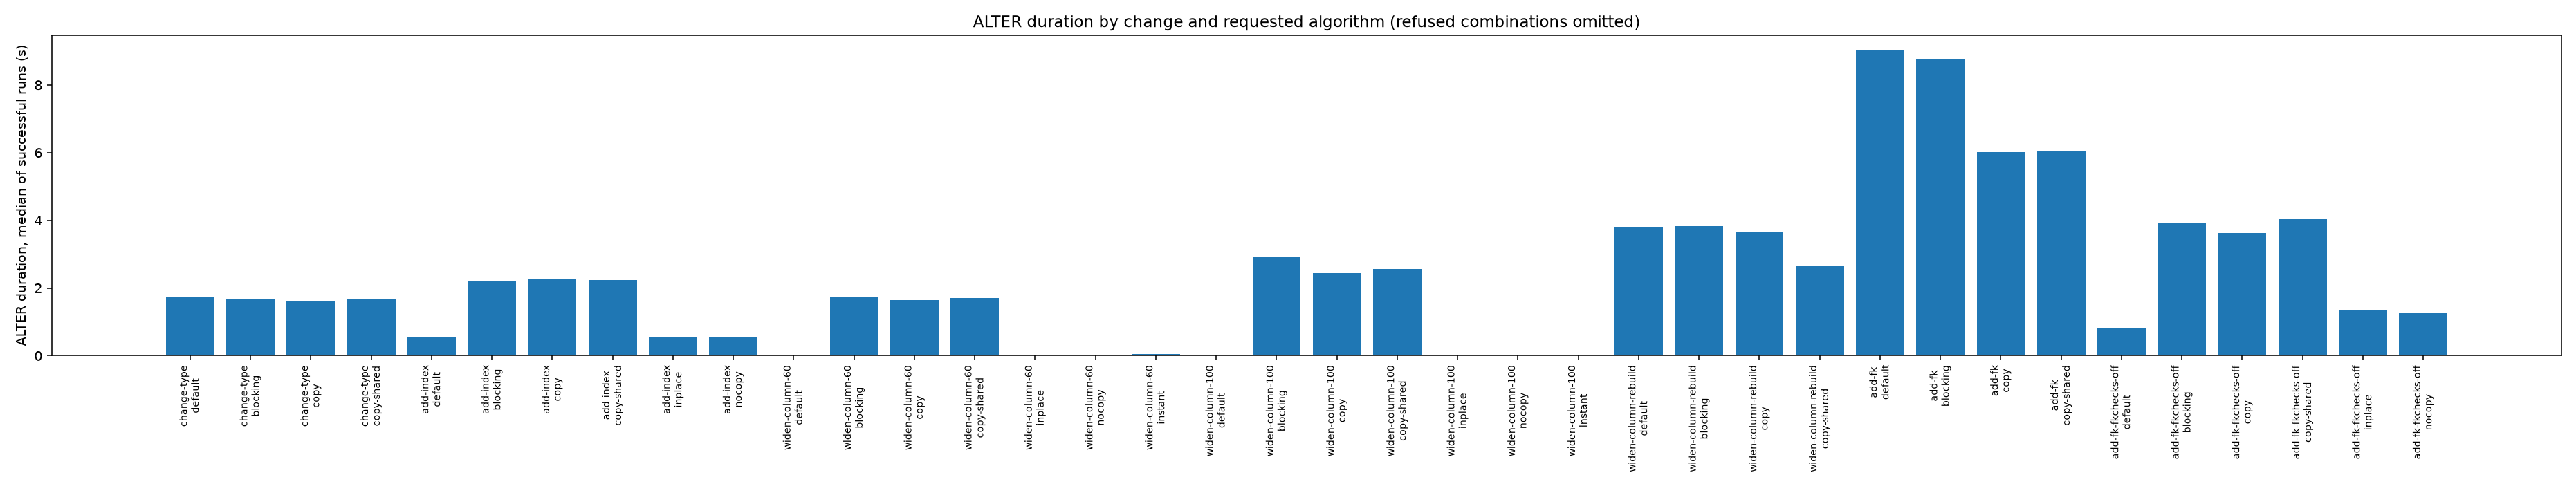 ALTER duration by change and requested algorithm (refused combinations omitted)
ALTER duration, median of successful runs (s)
8
6
4
2
0
change-type
default
change-type
blocking
change-type
copy
change-type
copy-shared
add-index
default
add-index
blocking
add-index
copy
add-index
copy-shared
add-index
inplace
add-index
nocopy
widen-column-60
default
widen-column-60
blocking
widen-column-60
copy
widen-column-60
copy-shared
widen-column-60
inplace
widen-column-60
nocopy
widen-column-60
instant
widen-column-100
default
widen-column-100
blocking
widen-column-100
copy
widen-column-100
copy-shared
widen-column-100
inplace
widen-column-100
nocopy
widen-column-100
instant
widen-column-rebuild
default
widen-column-rebuild
blocking
widen-column-rebuild
copy
widen-column-rebuild
copy-shared
add-fk
default
add-fk
blocking
add-fk
copy
add-fk
copy-shared
add-fk-fkchecks-off
default
add-fk-fkchecks-off
blocking
add-fk-fkchecks-off
copy
add-fk-fkchecks-off
copy-shared
add-fk-fkchecks-off
inplace
add-fk-fkchecks-off
nocopy